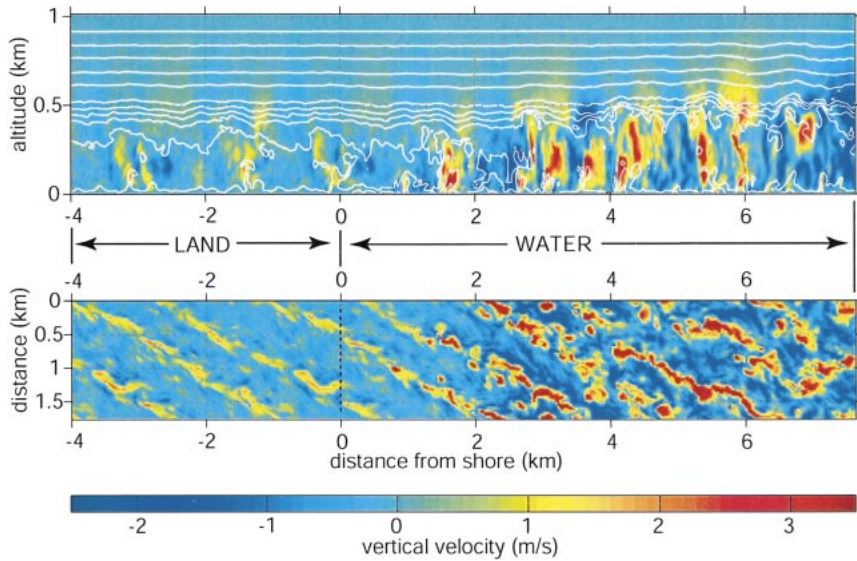 altitude (km)
1
0.5
0
-4 -2 0 2 4 6
LAND WATER
-4 -2 0 2 4 6
distance (km)
0
0.5
1
1.5
-4 -2 0 2 4 6
distance from shore (km)
-2 -1 0 1 2 3
vertical velocity (m/s)